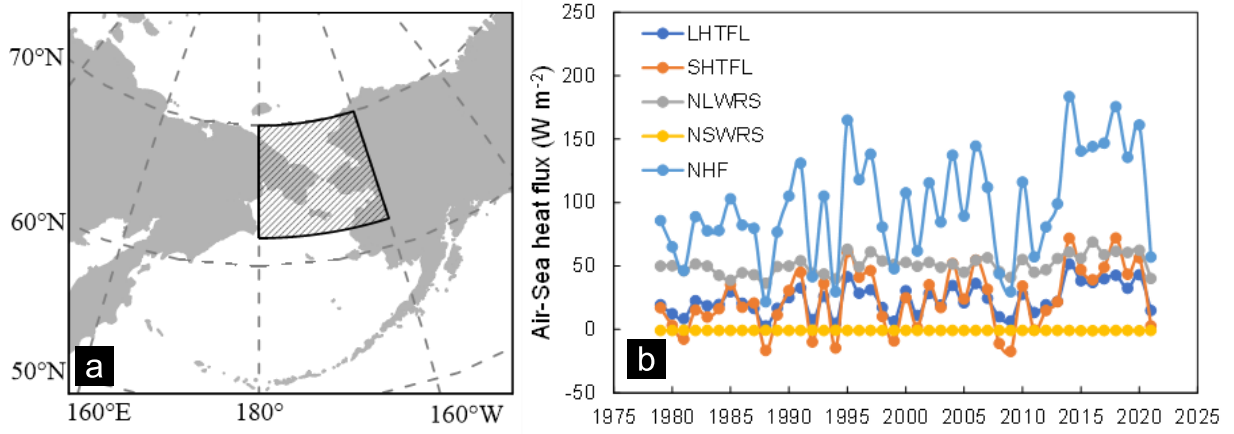 70°N
60°N
50°N
160°E
180°
160°W
a
Air-Sea heat flux (W m⁻²)
250
200
150
100
50
0
-50
LHTFL
SHTFL
NLWRS
NSWRS
NHF
b
1975 1980 1985 1990 1995 2000 2005 2010 2015 2020 2025